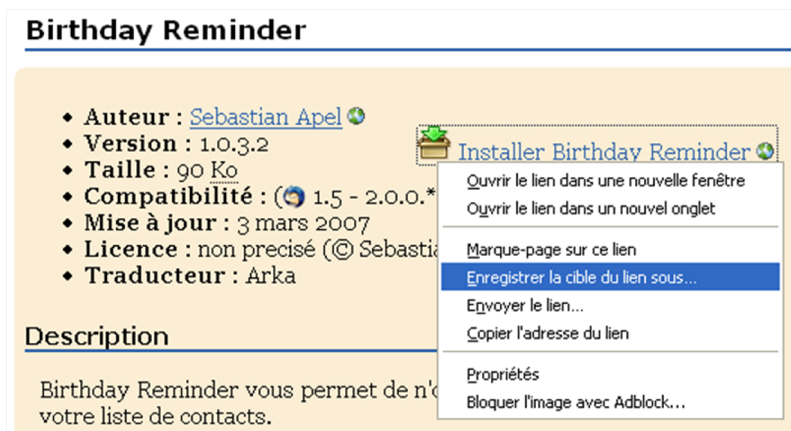 Birthday Reminder
Auteur : Sebastian Apel
Version : 1.0.3.2
Taille : 90 Ko
Compatibilité : ( 1.5 - 2.0.0.*
Mise à jour : 3 mars 2007
Licence : non precisé (© Sebastia
Traducteur : Arka
Installer Birthday Reminder
Ouvrir le lien dans une nouvelle fenêtre
Ouvrir le lien dans un nouvel onglet
Marque-page sur ce lien
Enregistrer la cible du lien sous...
Envoyer le lien...
Copier l'adresse du lien
Propriétés
Bloquer l'image avec Adblock...
Description
Birthday Reminder vous permet de n'o
votre liste de contacts.